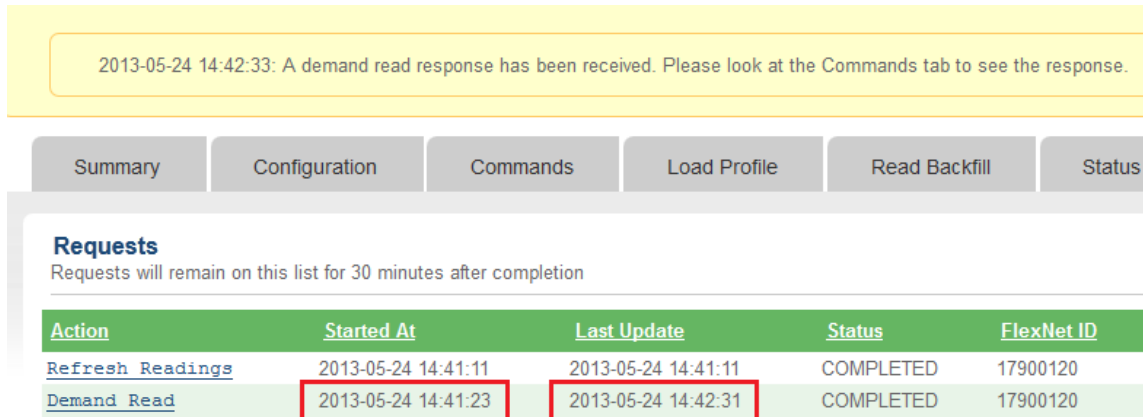 2013-05-24 14:42:33: A demand read response has been received. Please look at the Commands tab to see the response.
Summary Configuration Commands Load Profile Read Backfill Status
Requests
Requests will remain on this list for 30 minutes after completion
Action Started At Last Update Status FlexNet ID
Refresh Readings 2013-05-24 14:41:11 2013-05-24 14:41:11 COMPLETED 17900120
Demand Read 2013-05-24 14:41:23 2013-05-24 14:42:31 COMPLETED 17900120